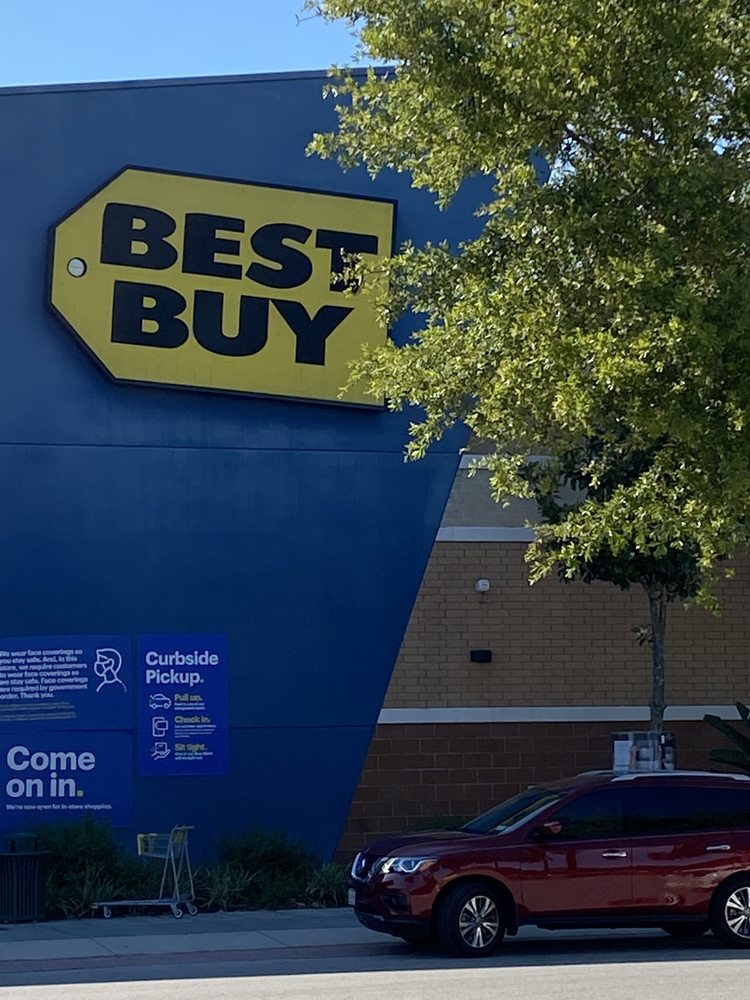 BEST
BUY
We wear face coverings so
you stay safe. And, in this
store, we require customers
to wear face coverings so
we stay safe. Face coverings
are required by government
order. Thank you.
Curbside
Pickup.
Pull up.
Check in.
Sit tight.
Come
on in.
We're now open for in-store shopping.